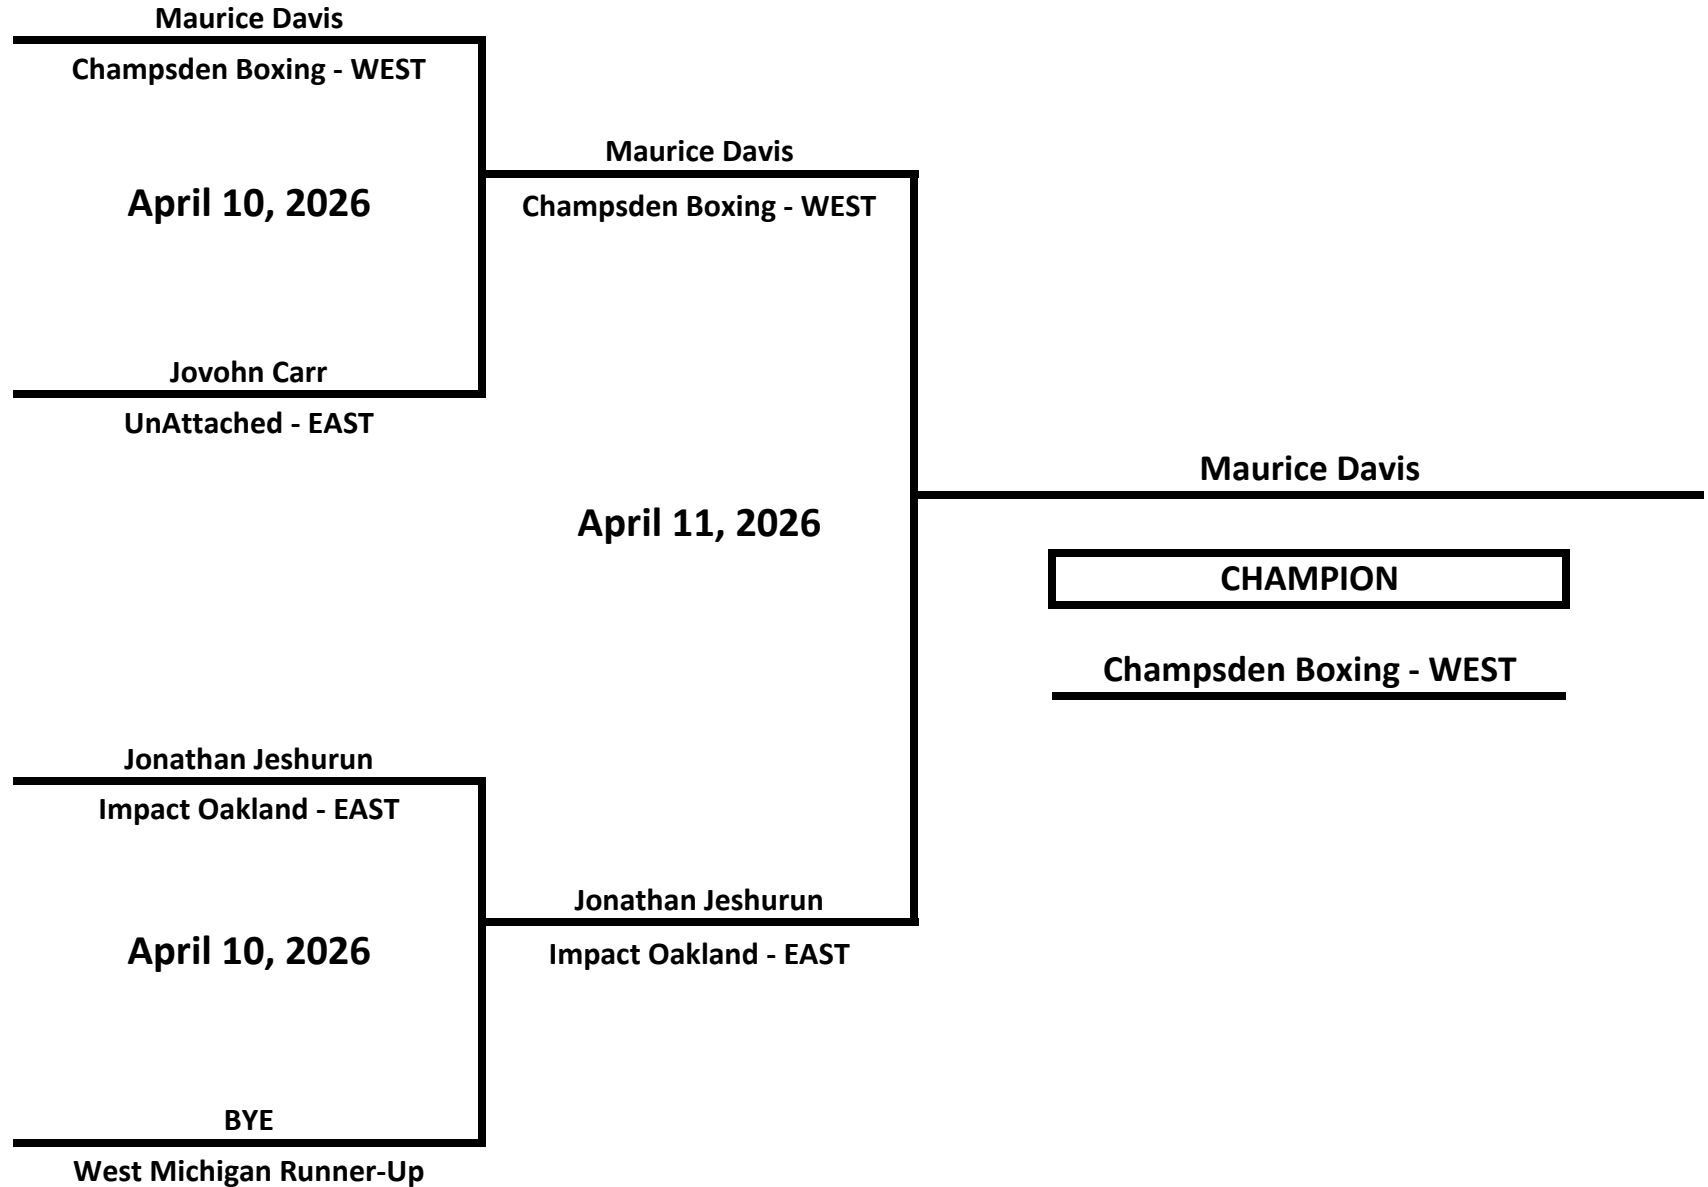 Maurice Davis
Champsden Boxing - WEST
April 10, 2026
Jovohn Carr
UnAttached - EAST
Maurice Davis
Champsden Boxing - WEST
April 11, 2026
Jonathan Jeshurun
Impact Oakland - EAST
April 10, 2026
BYE
West Michigan Runner-Up
Jonathan Jeshurun
Impact Oakland - EAST
Maurice Davis
CHAMPION
Champsden Boxing - WEST